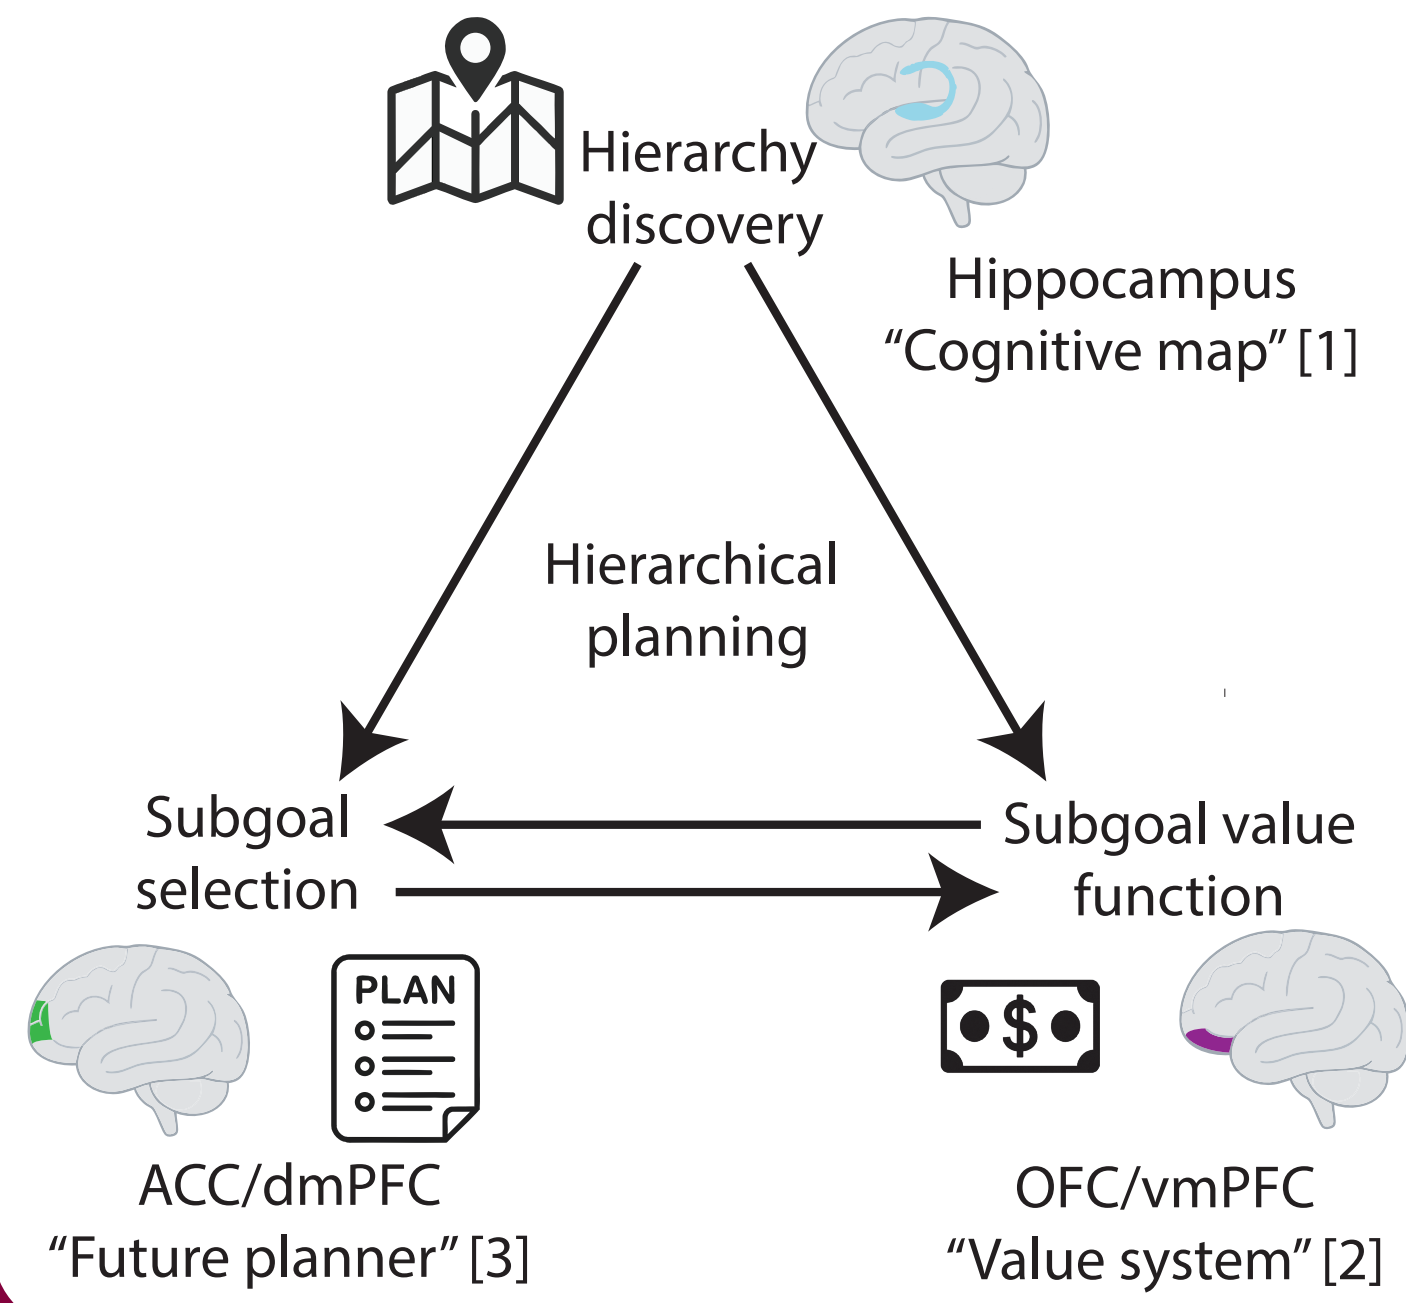 Hierarchy
discovery
Hippocampus
“Cognitive map” [1]
Hierarchical
planning
Subgoal
selection
Subgoal value
function
PLAN
$
ACC/dmPFC
“Future planner” [3]
OFC/vmPFC
“Value system” [2]